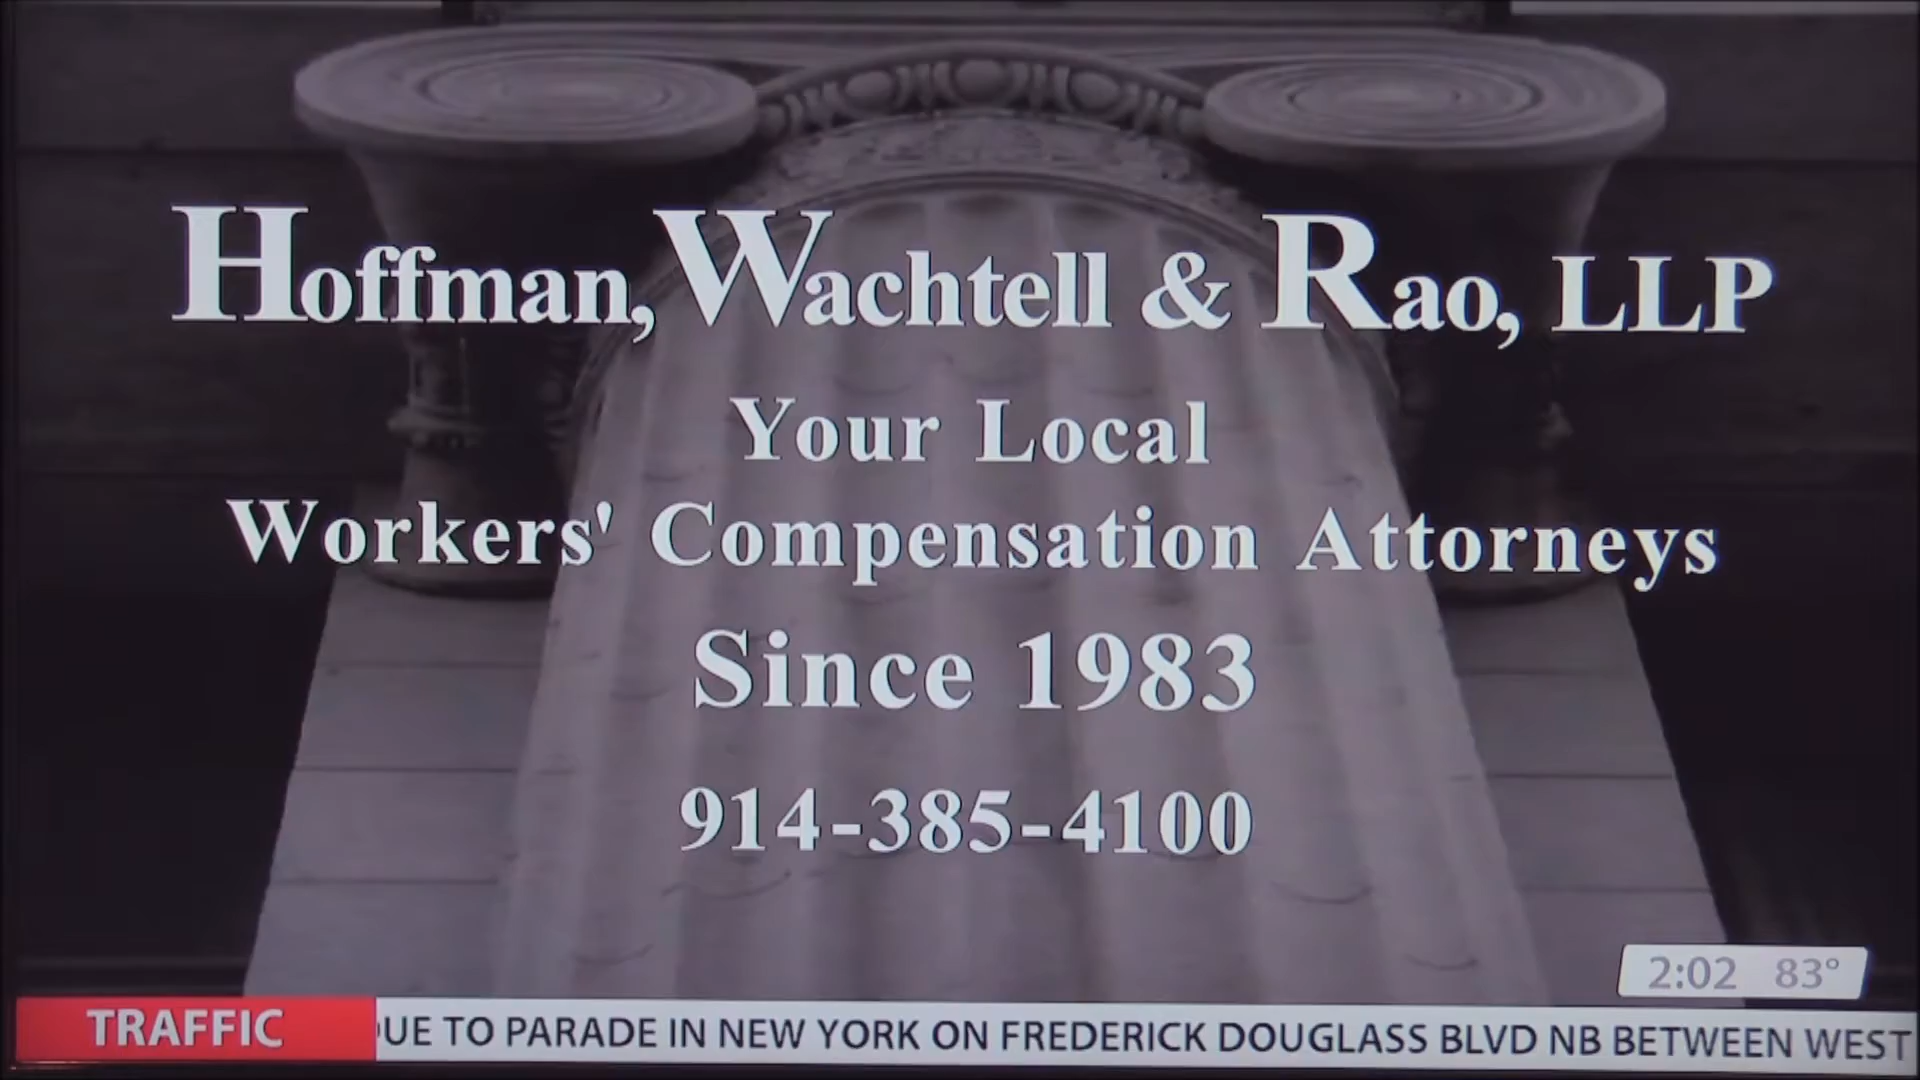 Hoffman, Wachtell & Rao, LLP
Your Local
Workers' Compensation Attorneys
Since 1983
914-385-4100
2:02 83°
TRAFFIC
UE TO PARADE IN NEW YORK ON FREDERICK DOUGLASS BLVD NB BETWEEN WEST